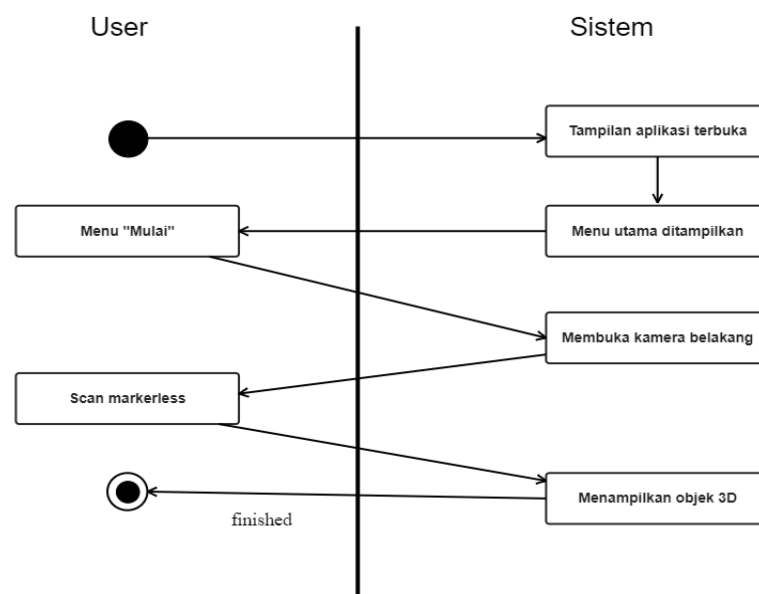 User
Sistem
Tampilan aplikasi terbuka
Menu "Mulai"
Menu utama ditampilkan
Membuka kamera belakang
Scan markerless
Menampilkan objek 3D
finished